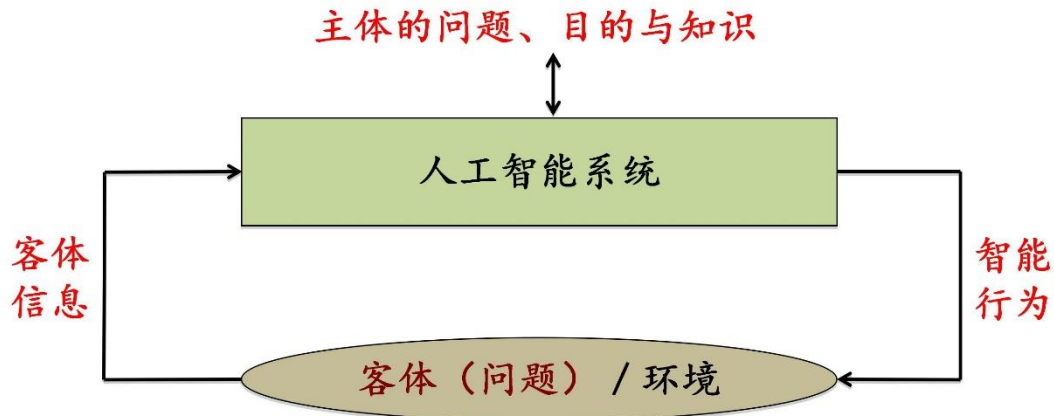 主体的问题、目的与知识
人工智能系统
客体
信息
智能
行为
客体（问题）/环境